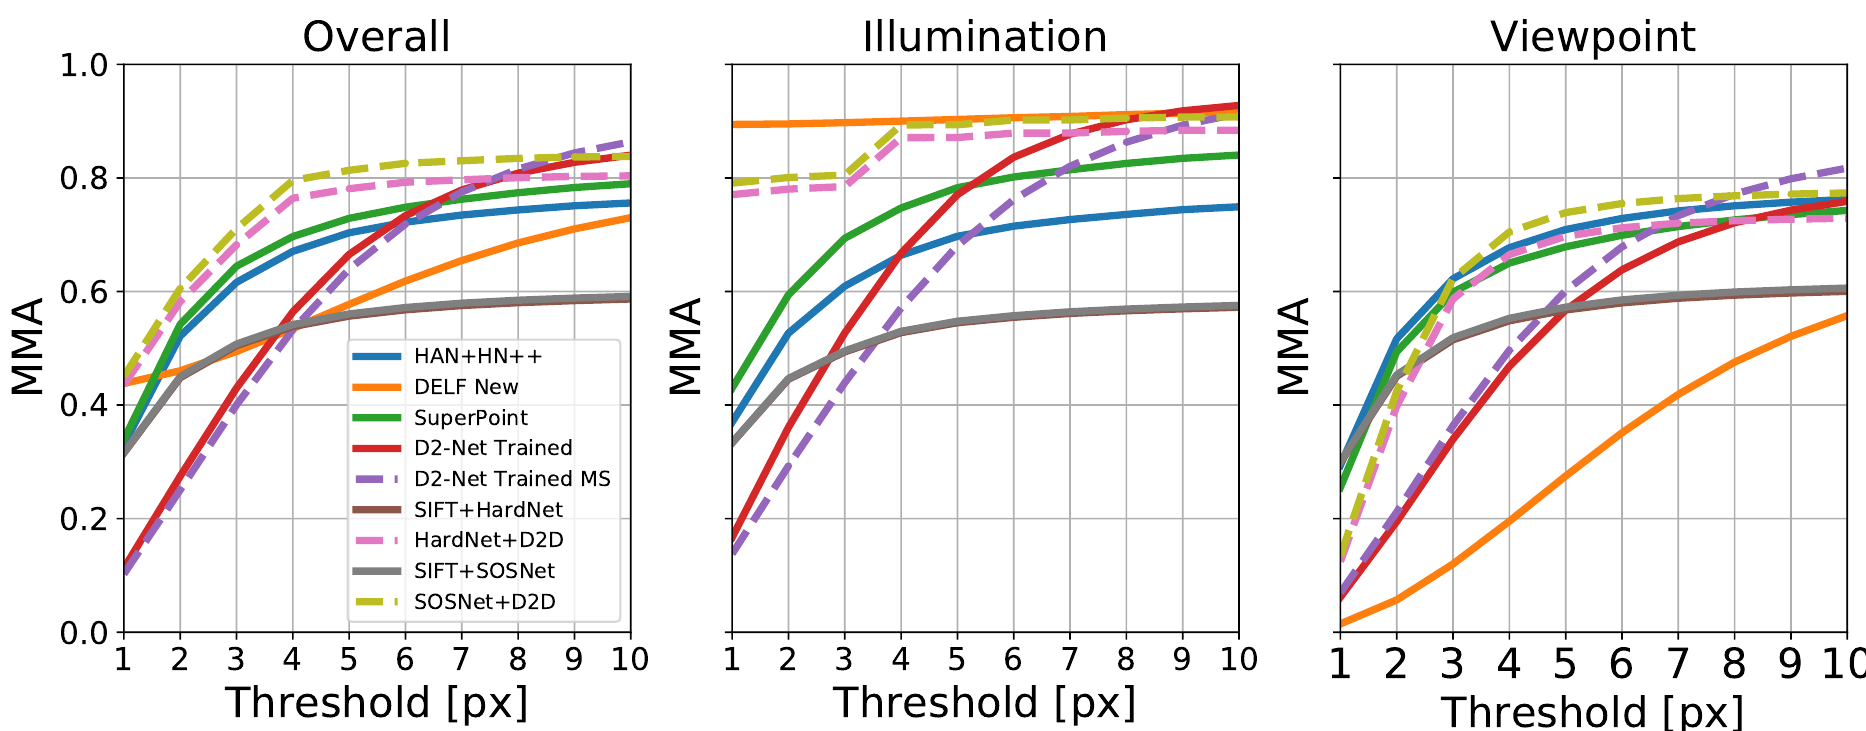 Overall
Illumination
Viewpoint
MMA
1.0
0.8
0.6
0.4
0.2
0.0
1 2 3 4 5 6 7 8 9 10
Threshold [px]
HAN+HN++
DELF New
SuperPoint
D2-Net Trained
D2-Net Trained MS
SIFT+HardNet
HardNet+D2D
SIFT+SOSNet
SOSNet+D2D
MMA
1 2 3 4 5 6 7 8 9 10
Threshold [px]
MMA
1 2 3 4 5 6 7 8 9 10
Threshold [px]